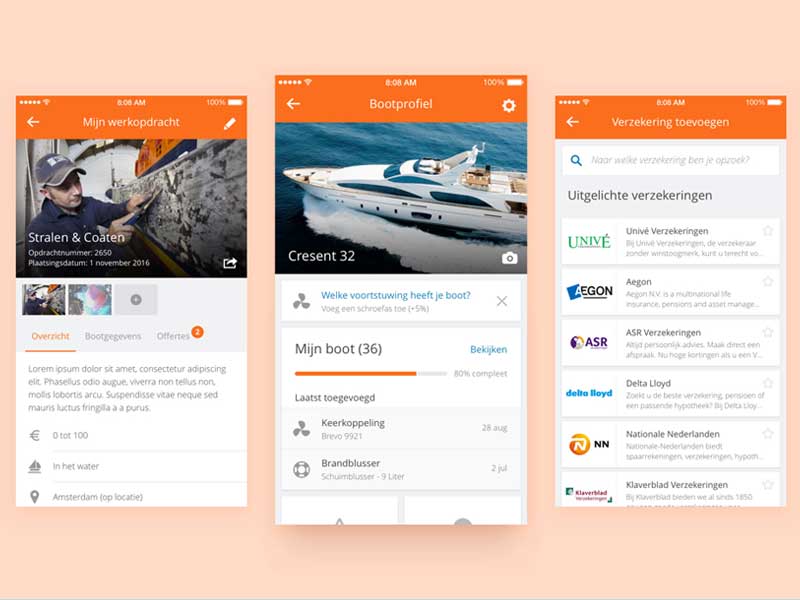 8:08 AM
100%
Mijn werkopdracht
Stralen & Coaten
Opdrachtnummer: 2650
Plaatsingsdatum: 1 november 2016
Overzicht
Bootgegevens
Offertes
2
Lorem ipsum dolor sit amet, consectetur adipiscing
elit. Phasellus odio augue, viverra non tellus non,
mollis lobortis arcu. Suspendisse vitae neque sed
mauris luctus fringilla a a purus.
€
0 tot 100
In het water
Amsterdam (op locatie)
8:08 AM
100%
Bootprofiel
Cresent 32
Welke voortstuwing heeft je boot?
Voeg een schroefas toe (+5%)
Mijn boot (36)
Bekijken
80% compleet
Laatst toegevoegd
Keerkoppeling
Brevo 9921
28 aug
Brandblusser
Schuimblusser - 9 Liter
2 jul
8:08 AM
100%
Verzekering toevoegen
Naar welke verzekering ben je opzoek?
Uitgelichte verzekeringen
UNIVÉ
Univé Verzekeringen
Bij Univé Verzekeringen, de verzekeraar
zonder winstoogmerk, kunt u terecht vo...
AEGON
Aegon
Aegon N.V. is a multinational life
insurance, pensions and asset manage...
ASR
ASR Verzekeringen
Altijd persoonlijk advies. Maak direct een
afspraak. Nu hoge kortingen als u een V...
delta lloyd
Delta Lloyd
Zoekt u de beste verzekering, pensioen of
een passende hypotheek? Bij Delta Lloy...
NN
Nationale Nederlanden
Nationale Nederlanden biedt
spaarrekeningen, verzekeringen, hypoth...
Klaverblad
Verzekeringen
Klaverblad Verzekeringen
Bij Klaverblad bieden we al sinds 1850